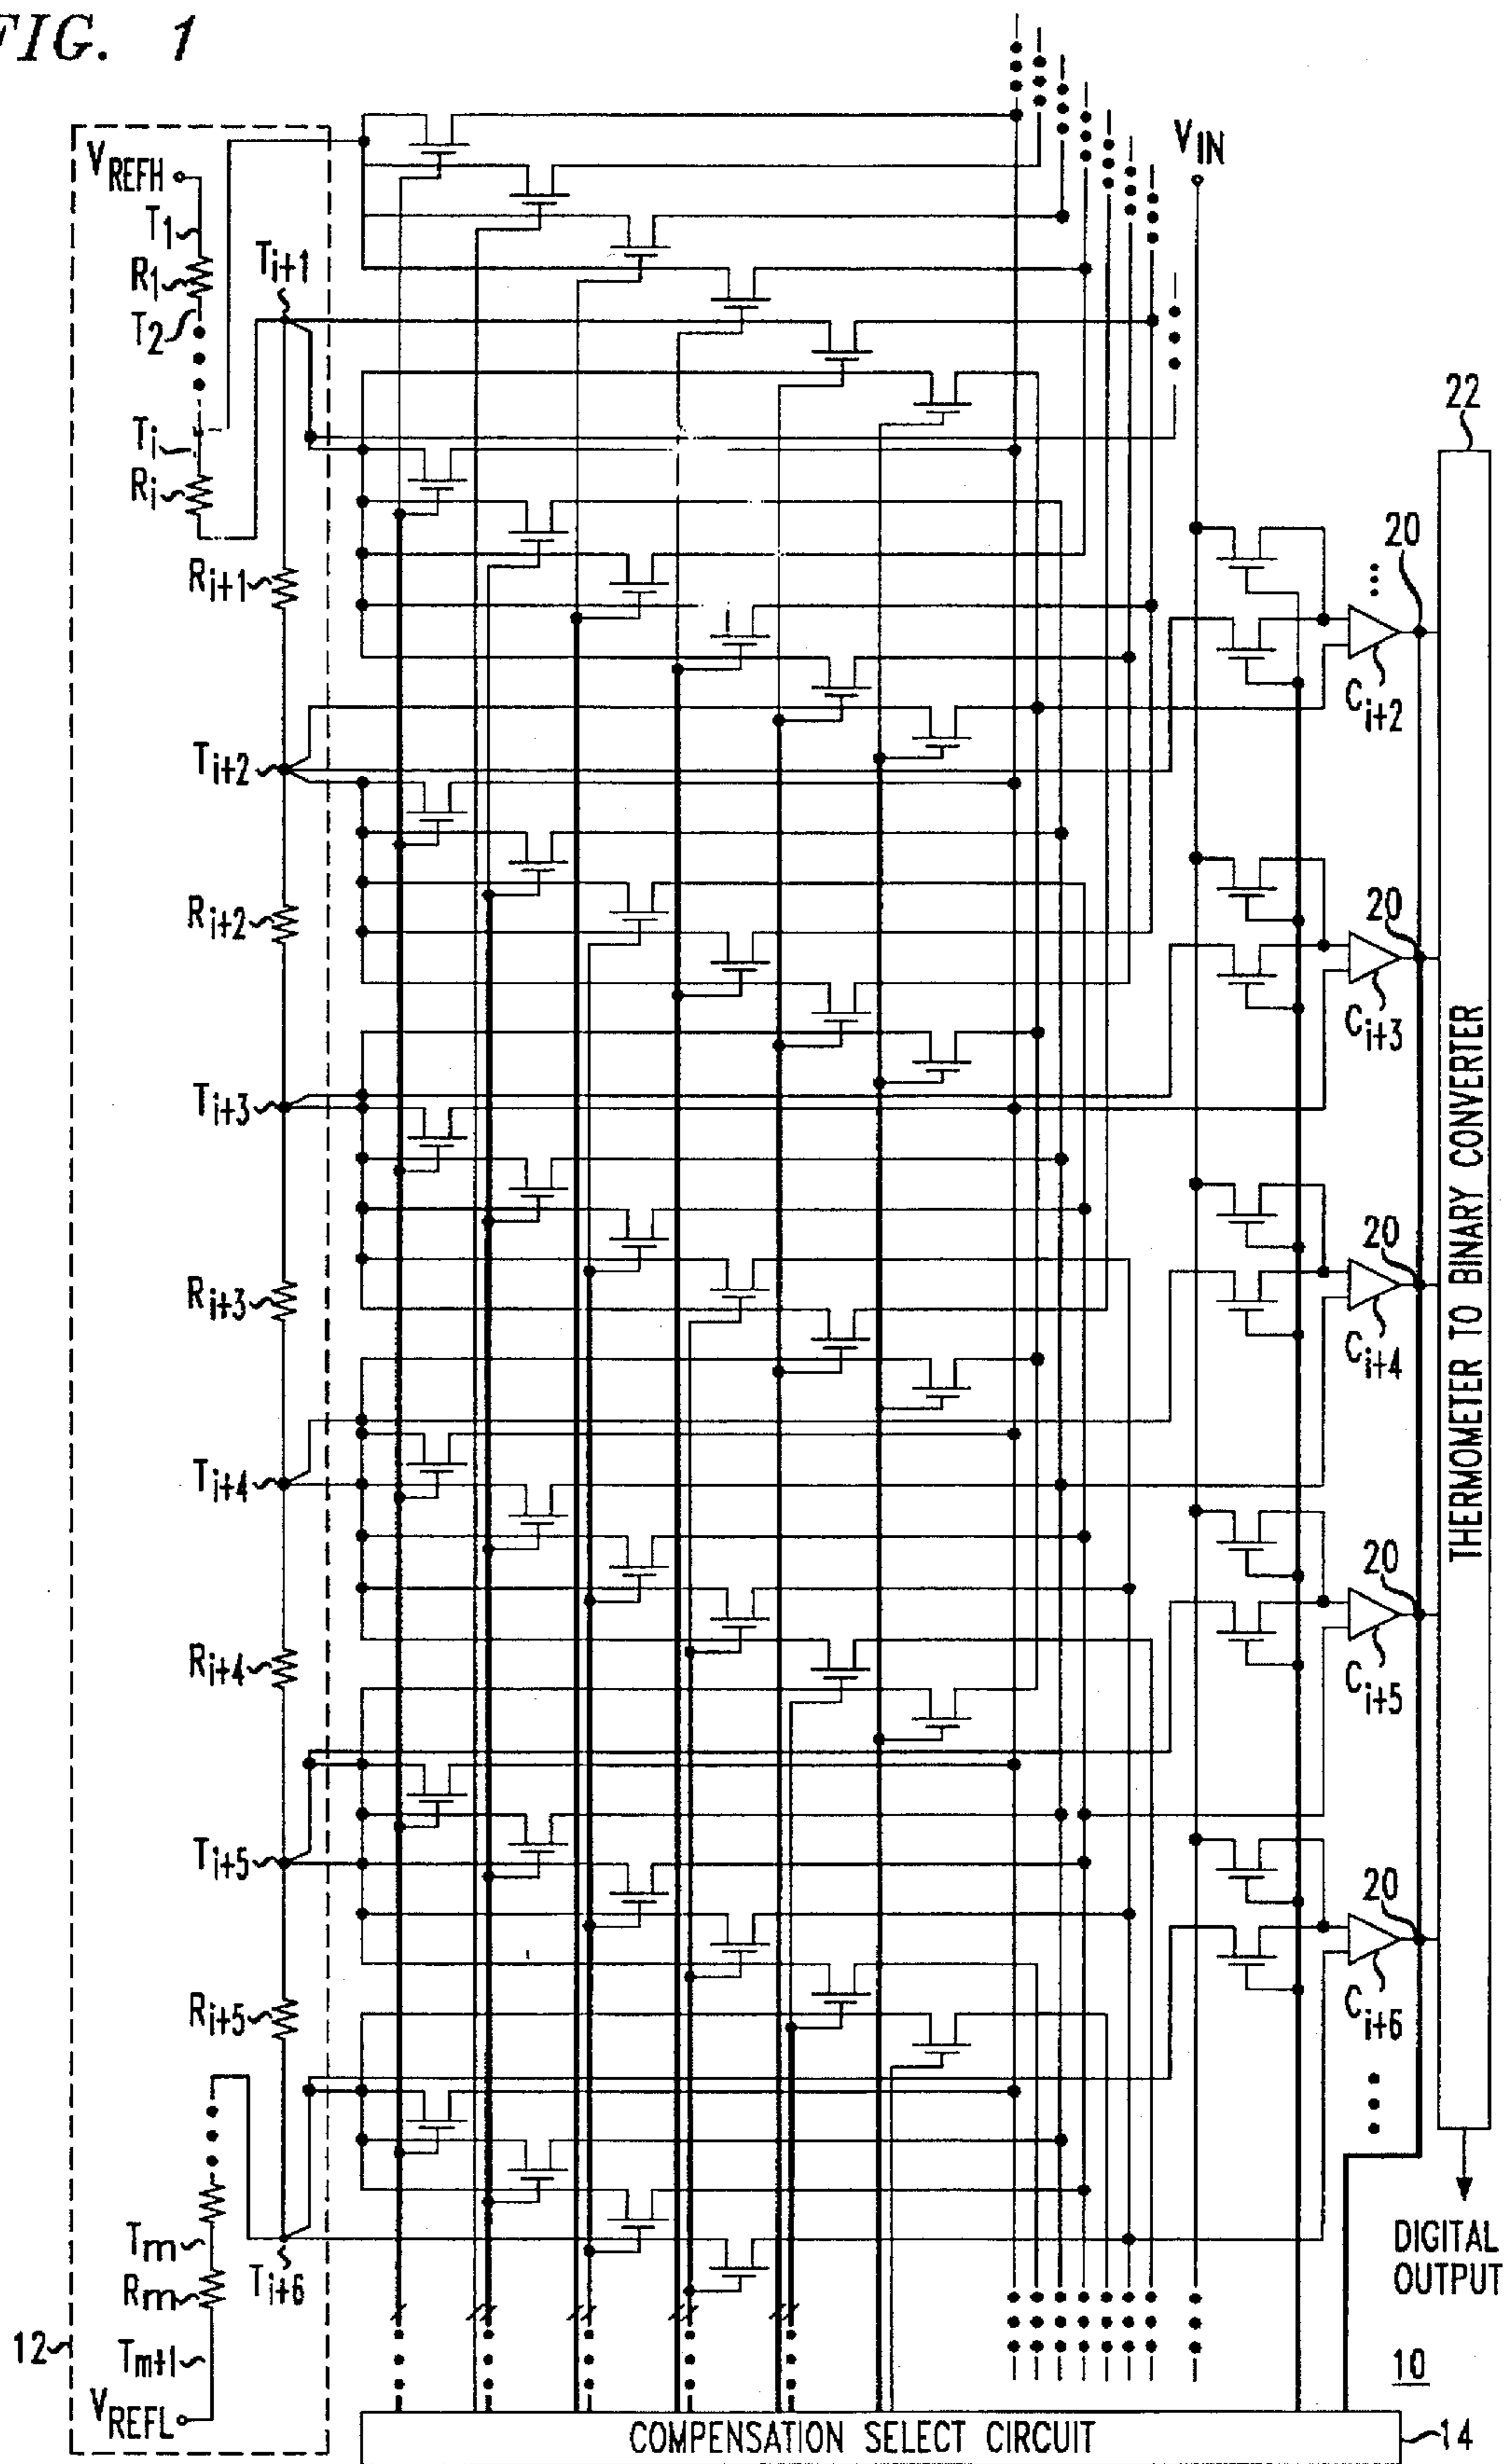 FIG. 1
VREFH
VIN
T1
R1
Ti+1
T2
Ti
Ri
22
20
Ri+1
Ci+2
Ti+2
Ri+2
20
Ci+3
THERMOMETER TO BINARY CONVERTER
Ti+3
Ri+3
20
Ci+4
Ti+4
20
Ri+4
Ci+5
Ti+5
20
Ri+5
Ci+6
Tm
Rm
Ti+6
DIGITAL
OUTPUT
12
Tm+1
10
VREFL
COMPENSATION SELECT CIRCUIT
14